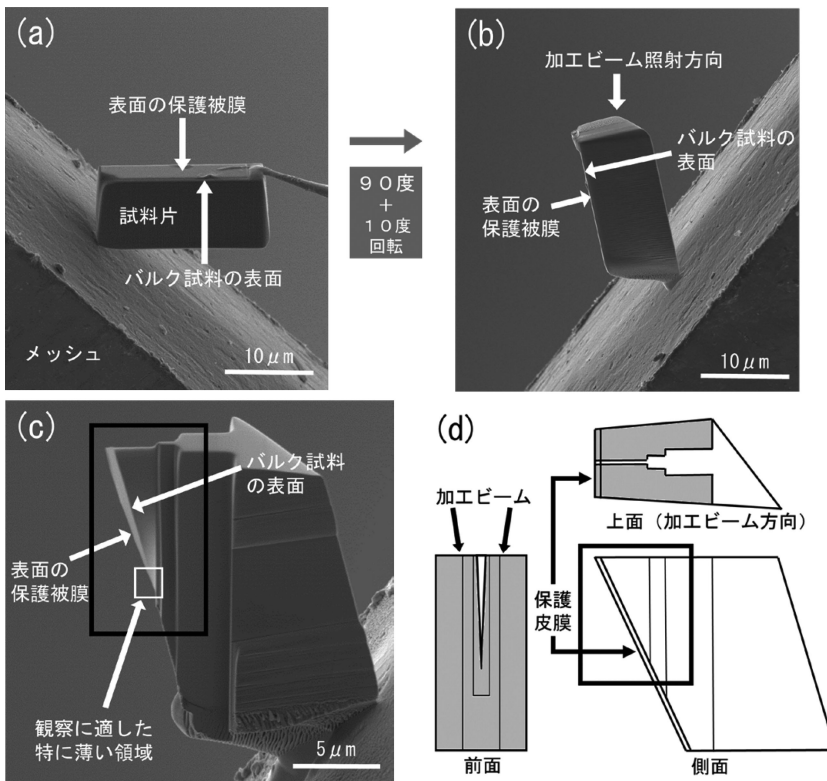 (a)
表面の保護被膜
試料片
バルク試料の表面
メッシュ
10μm
90度
+
10度
回転
(b)
加工ビーム照射方向
バルク試料の
表面
表面の
保護被膜
10μm
(c)
バルク試料
の表面
表面の
保護被膜
観察に適した
特に薄い領域
5μm
(d)
加工ビーム
上面(加工ビーム方向)
保護
皮膜
前面
側面